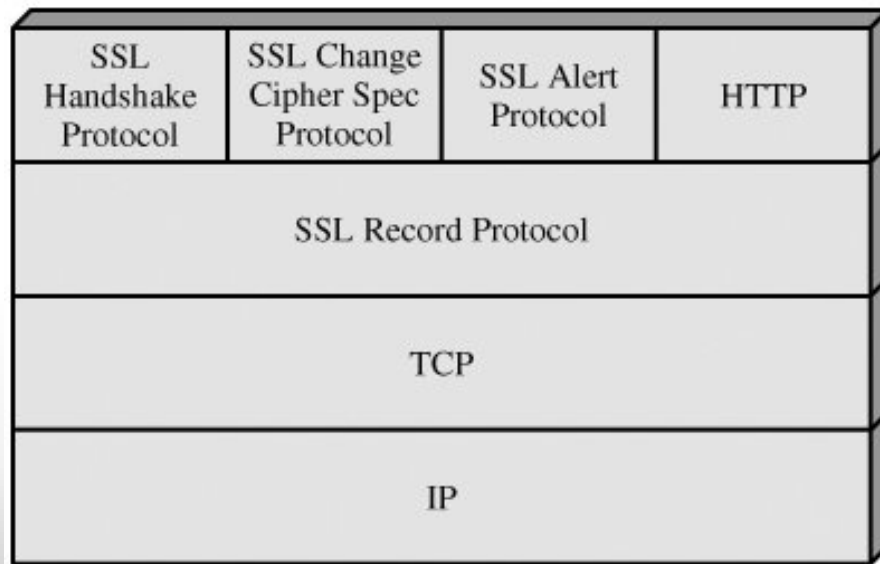 SSL
Handshake
Protocol
SSL Change
Cipher Spec
Protocol
SSL Alert
Protocol
HTTP
SSL Record Protocol
TCP
IP